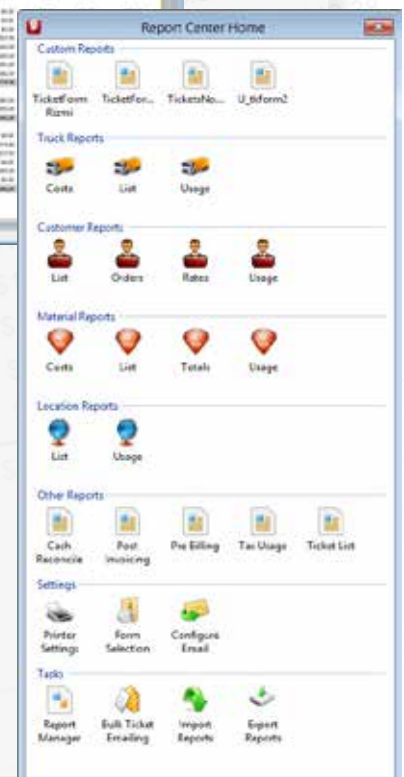 Report Center Home
Custom Reports
TicketForm TicketFor... TicketsNo... U_tkform2
Rizmi
Truck Reports
Costs List Usage
Customer Reports
List Orders Rates Usage
Material Reports
Costs List Totals Usage
Location Reports
List Usage
Other Reports
Cash Post Pre Billing Tax Usage Ticket List
Reconcile Invoicing
Settings
Printer Form Configure
Settings Selection Email
Tasks
Report Bulk Ticket Import Export
Manager Emailing Reports Reports